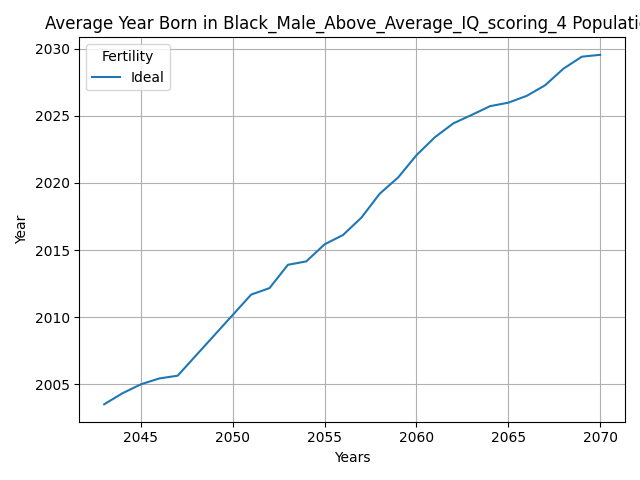 Average Year Born in Black_Male_Above_Average_IQ_scoring_4 Populati
Fertility
Ideal
2030
2025
2020
2015
2010
2005
Year
2045 2050 2055 2060 2065 2070
Years